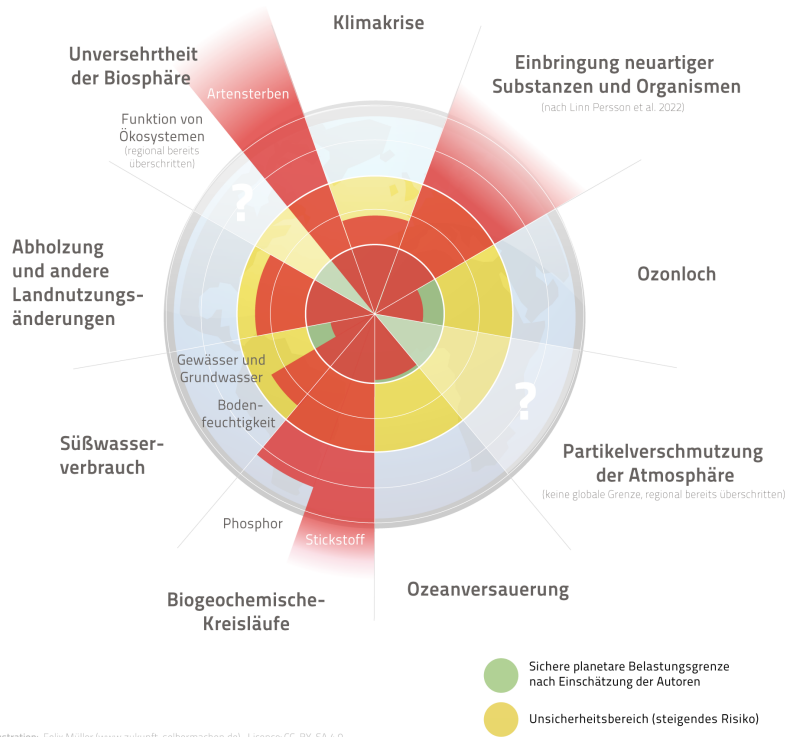 Klimakrise
Unversehrtheit
der Biosphäre
Artensterben
Funktion von
Ökosystemen
(regional bereits
überschritten)
?
Einbringung neuartiger
Substanzen und Organismen
(nach Linn Persson et al. 2022)
Abholzung
und andere
Landnutzungs-
änderungen
Ozonloch
Gewässer und
Grundwasser
Boden-
feuchtigkeit
?
Süßwasser-
verbrauch
Partikelverschmutzung
der Atmosphäre
(keine globale Grenze, regional bereits überschritten)
Phosphor
Stickstoff
Biogeochemische-
Kreisläufe
Ozeanversauerung
Sichere planetare Belastungsgrenze
nach Einschätzung der Autoren
Unsicherheitsbereich (steigendes Risiko)